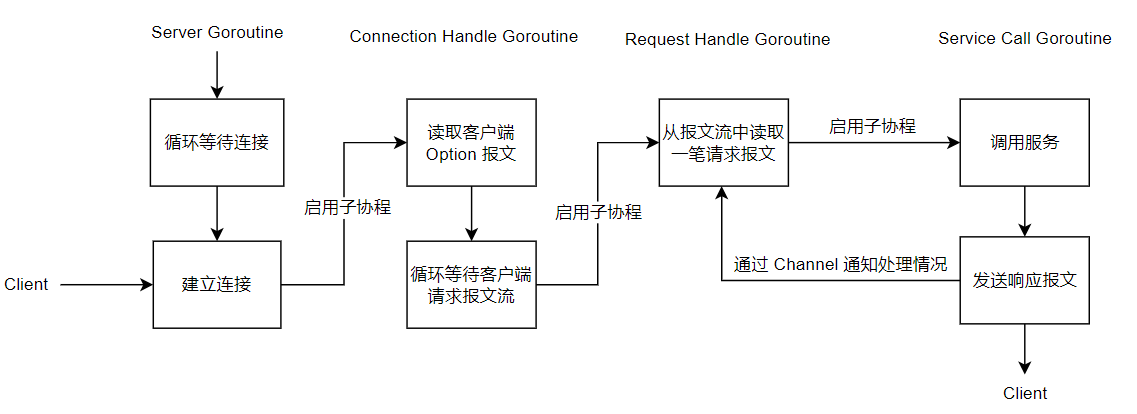 Server Goroutine
Connection Handle Goroutine
Request Handle Goroutine
Service Call Goroutine
循环等待连接
读取客户端
Option 报文
从报文流中读取
一笔请求报文
启用子协程
调用服务
启用子协程
启用子协程
Client
建立连接
循环等待客户端
请求报文流
通过 Channel 通知处理情况
发送响应报文
Client